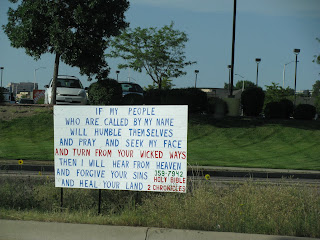 IF MY PEOPLE
WHO ARE CALLED BY MY NAME
WILL HUMBLE THEMSELVES
AND PRAY AND SEEK MY FACE
AND TURN FROM YOUR WICKED WAYS
THEN I WILL HEAR FROM HEAVEN
AND FORGIVE YOUR SINS 359-7942
HOLY BIBLE
AND HEAL YOUR LAND 2 CHRONICLES